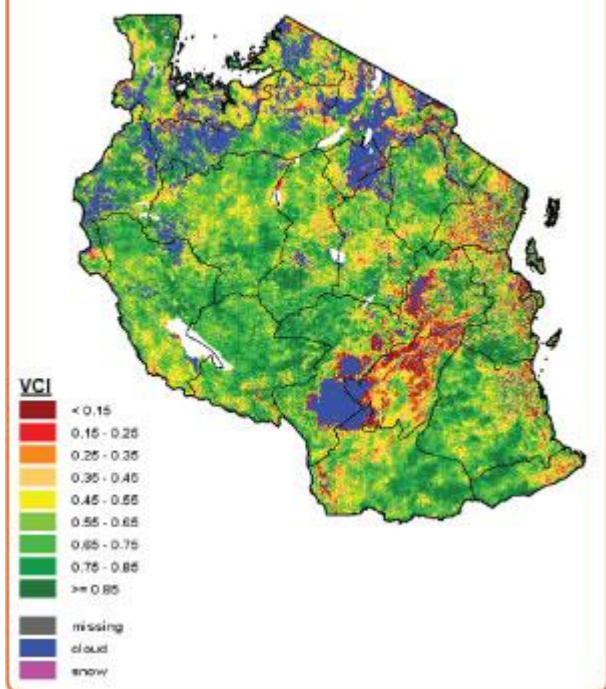 VCI
< 0.15
0.15 - 0.25
0.25 - 0.35
0.35 - 0.45
0.45 - 0.55
0.55 - 0.65
0.65 - 0.75
0.75 - 0.85
>= 0.85
missing
cloud
snow